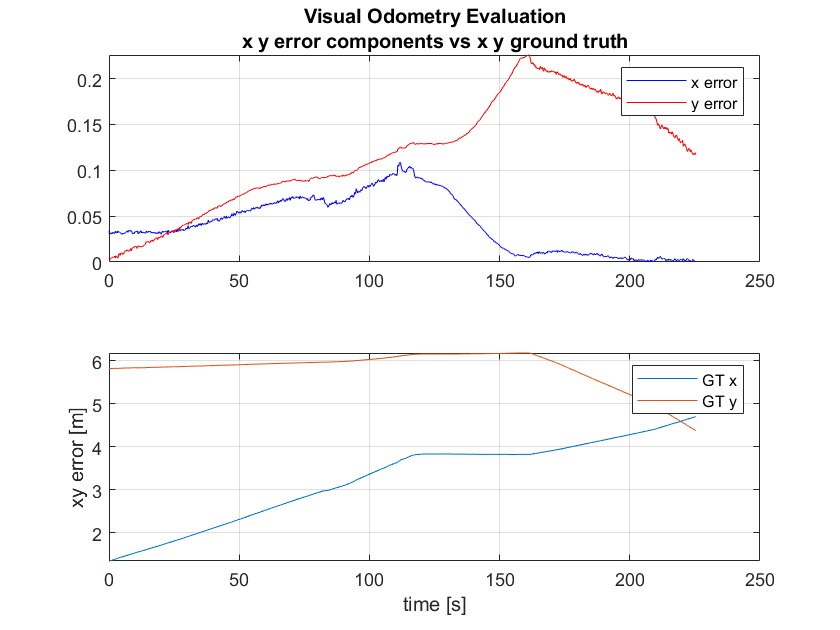 Visual Odometry Evaluation
x y error components vs x y ground truth
0.2
0.15
0.1
0.05
0
0 50 100 150 200 250
x error
y error
6
5
4
3
2
0 50 100 150 200 250
GT x
GT y
xy error [m]
time [s]